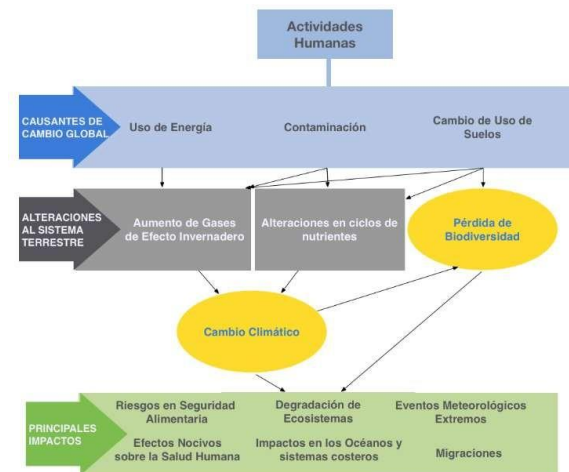 Actividades
Humanas
CAUSANTES DE
CAMBIO GLOBAL
Uso de Energía
Contaminación
Cambio de Uso de
Suelos
ALTERACIONES
AL SISTEMA
TERRESTRE
Aumento de Gases
de Efecto Invernadero
Alteraciones en ciclos de
nutrientes
Pérdida de
Biodiversidad
Cambio Climático
PRINCIPALES
IMPACTOS
Riesgos en Seguridad
Alimentaria
Degradación de
Ecosistemas
Eventos Meteorológicos
Extremos
Efectos Nocivos
sobre la Salud Humana
Impactos en los Océanos y
sistemas costeros
Migraciones